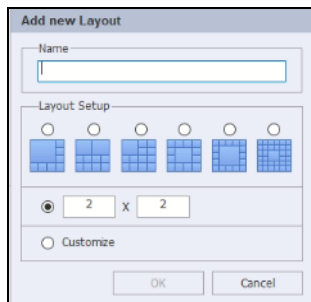 Add new Layout
Name
Layout Setup
2 X 2
Customize
OK Cancel